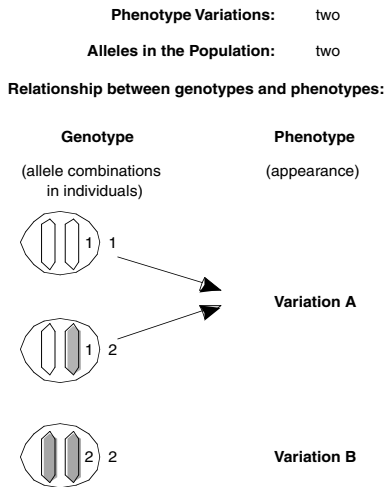 Phenotype Variations: two
Alleles in the Population: two
Relationship between genotypes and phenotypes:
Genotype Phenotype
(allele combinations (appearance)
in individuals)
1 1
Variation A
1 2
2 2 Variation B